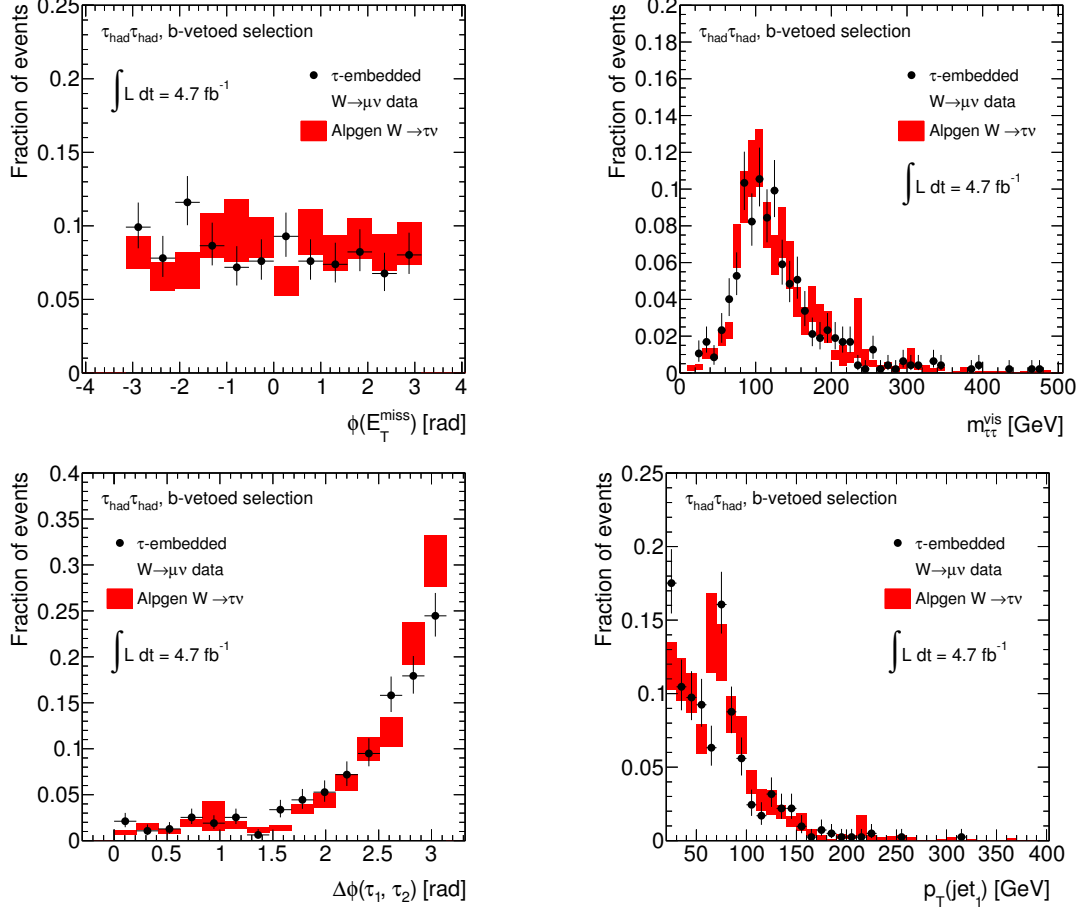 τhadτhad, b-vetoed selection
∫ L dt = 4.7 fb-1
τ-embedded
W→μν data
Alpgen W→τν
Fraction of events
0.25
0.2
0.15
0.1
0.05
0
-4 -3 -2 -1 0 1 2 3 4
φ(ETmiss) [rad]
τhadτhad, b-vetoed selection
τ-embedded
W→μν data
Alpgen W→τν
∫ L dt = 4.7 fb-1
Fraction of events
0.2
0.18
0.16
0.14
0.12
0.1
0.08
0.06
0.04
0.02
0
0 100 200 300 400 500
mττvis [GeV]
τhadτhad, b-vetoed selection
τ-embedded
W→μν data
Alpgen W→τν
∫ L dt = 4.7 fb-1
Fraction of events
0.4
0.35
0.3
0.25
0.2
0.15
0.1
0.05
0
0 0.5 1 1.5 2 2.5 3
Δφ(τ1, τ2) [rad]
τhadτhad, b-vetoed selection
τ-embedded
W→μν data
Alpgen W→τν
∫ L dt = 4.7 fb-1
Fraction of events
0.25
0.2
0.15
0.1
0.05
0
50 100 150 200 250 300 350 400
pT(jet1) [GeV]